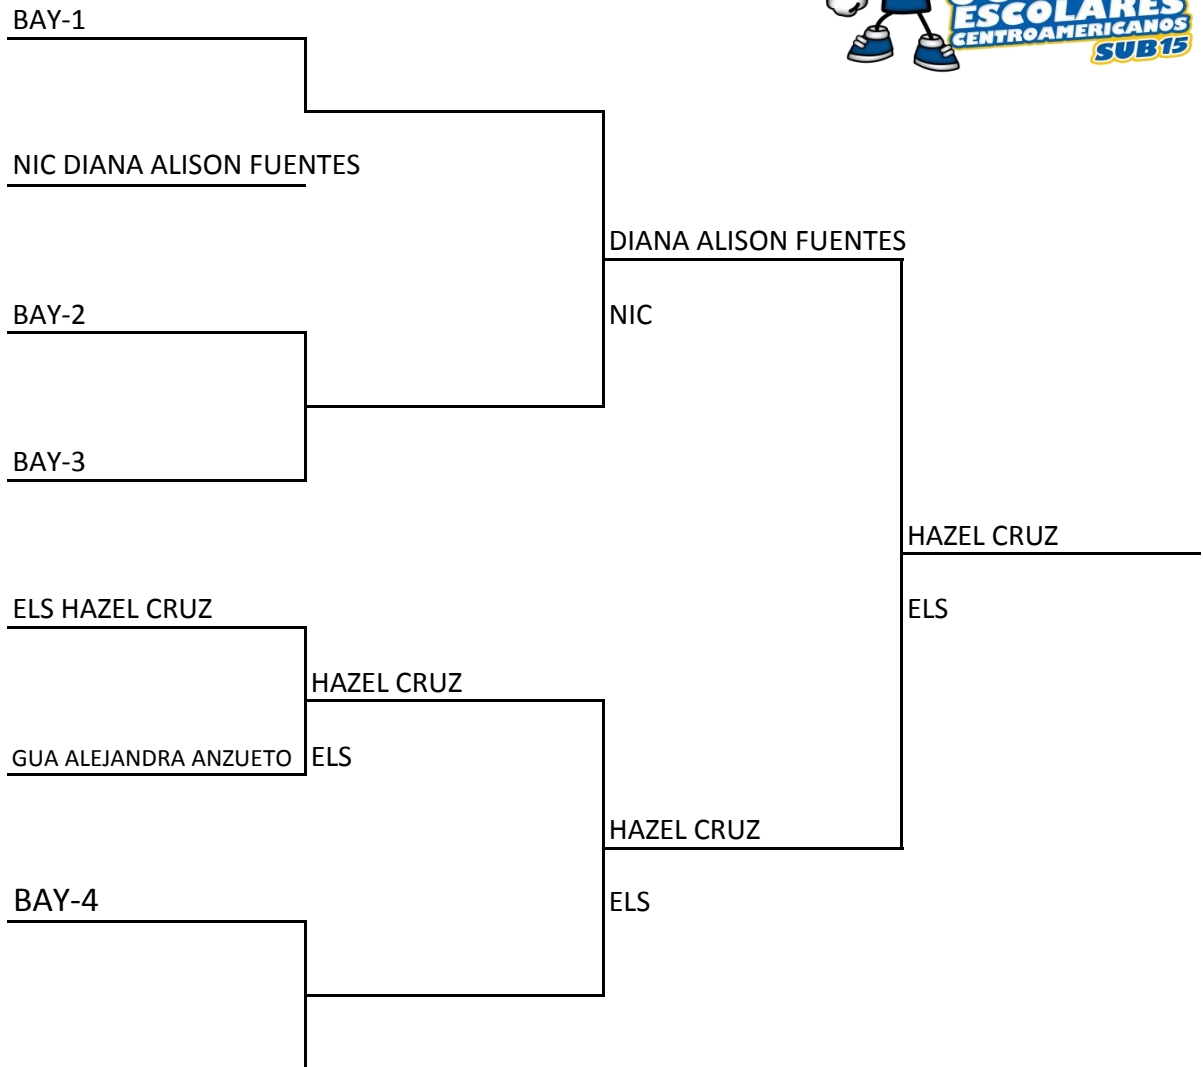 BAY-1
ESCOLARES
CENTROAMERICANOS
SUB15
NIC DIANA ALISON FUENTES
DIANA ALISON FUENTES
BAY-2
NIC
BAY-3
HAZEL CRUZ
ELS HAZEL CRUZ
ELS
HAZEL CRUZ
GUA ALEJANDRA ANZUETO
ELS
HAZEL CRUZ
BAY-4
ELS